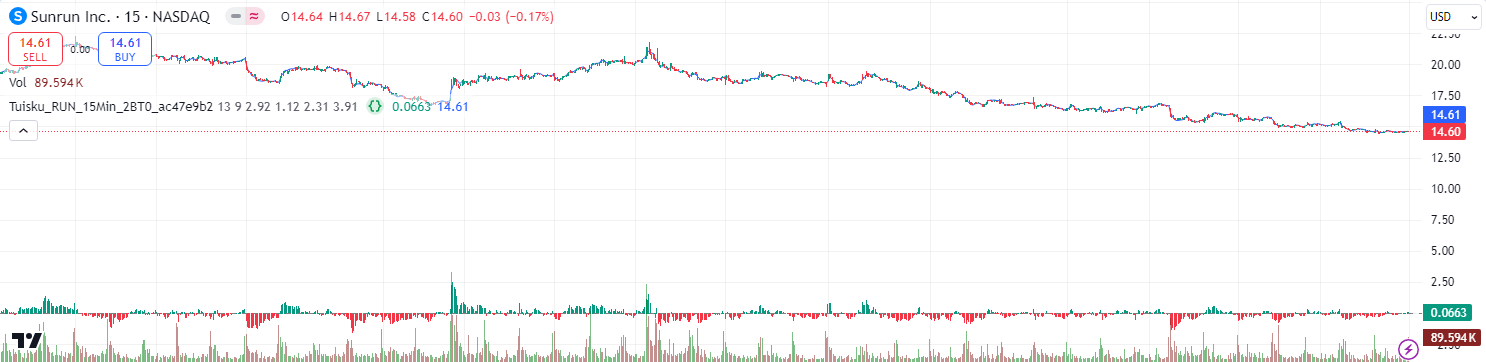 S Sunrun Inc. · 15 · NASDAQ O14.64 H14.67 L14.58 C14.60 −0.03 (−0.17%)
USD
14.61 SELL
0.00
14.61 BUY
Vol 89.594 K
Tuisku_RUN_15Min_2BT0_ac47e9b2 13 9 2.92 1.12 2.31 3.91 {} 0.0663 14.61
22.50
20.00
17.50
14.61
14.60
12.50
10.00
7.50
5.00
2.50
0.0663
89.594 K